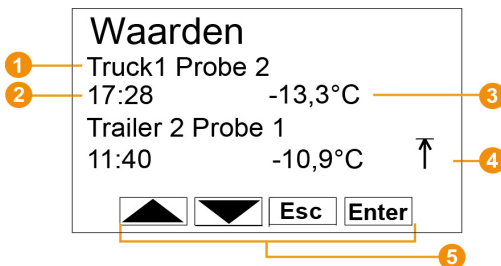 Waarden
1 Truck1 Probe 2
2 17:28 -13,3°C 3
Trailer 2 Probe 1
11:40 -10,9°C 4
Esc Enter
5